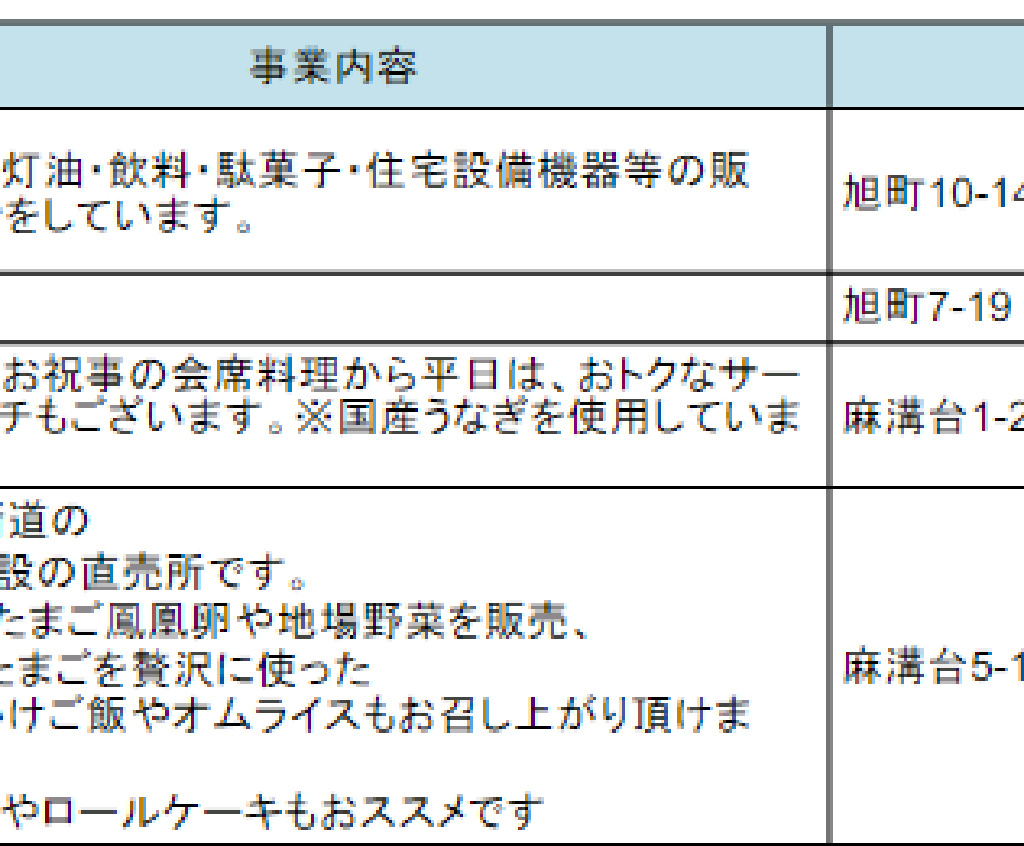 事業内容
灯油・飲料・駄菓子・住宅設備機器等の販
をしています。
旭町10-14
旭町7-19
お祝事の会席料理から平日は、おトクなサー
チもございます。※国産うなぎを使用していま
麻溝台1-2
道の
設の直売所です。
たまご鳳凰卵や地場野菜を販売、
たまごを贅沢に使った
けご飯やオムライスもお召し上がり頂けま
やロールケーキもおススメです
麻溝台5-1